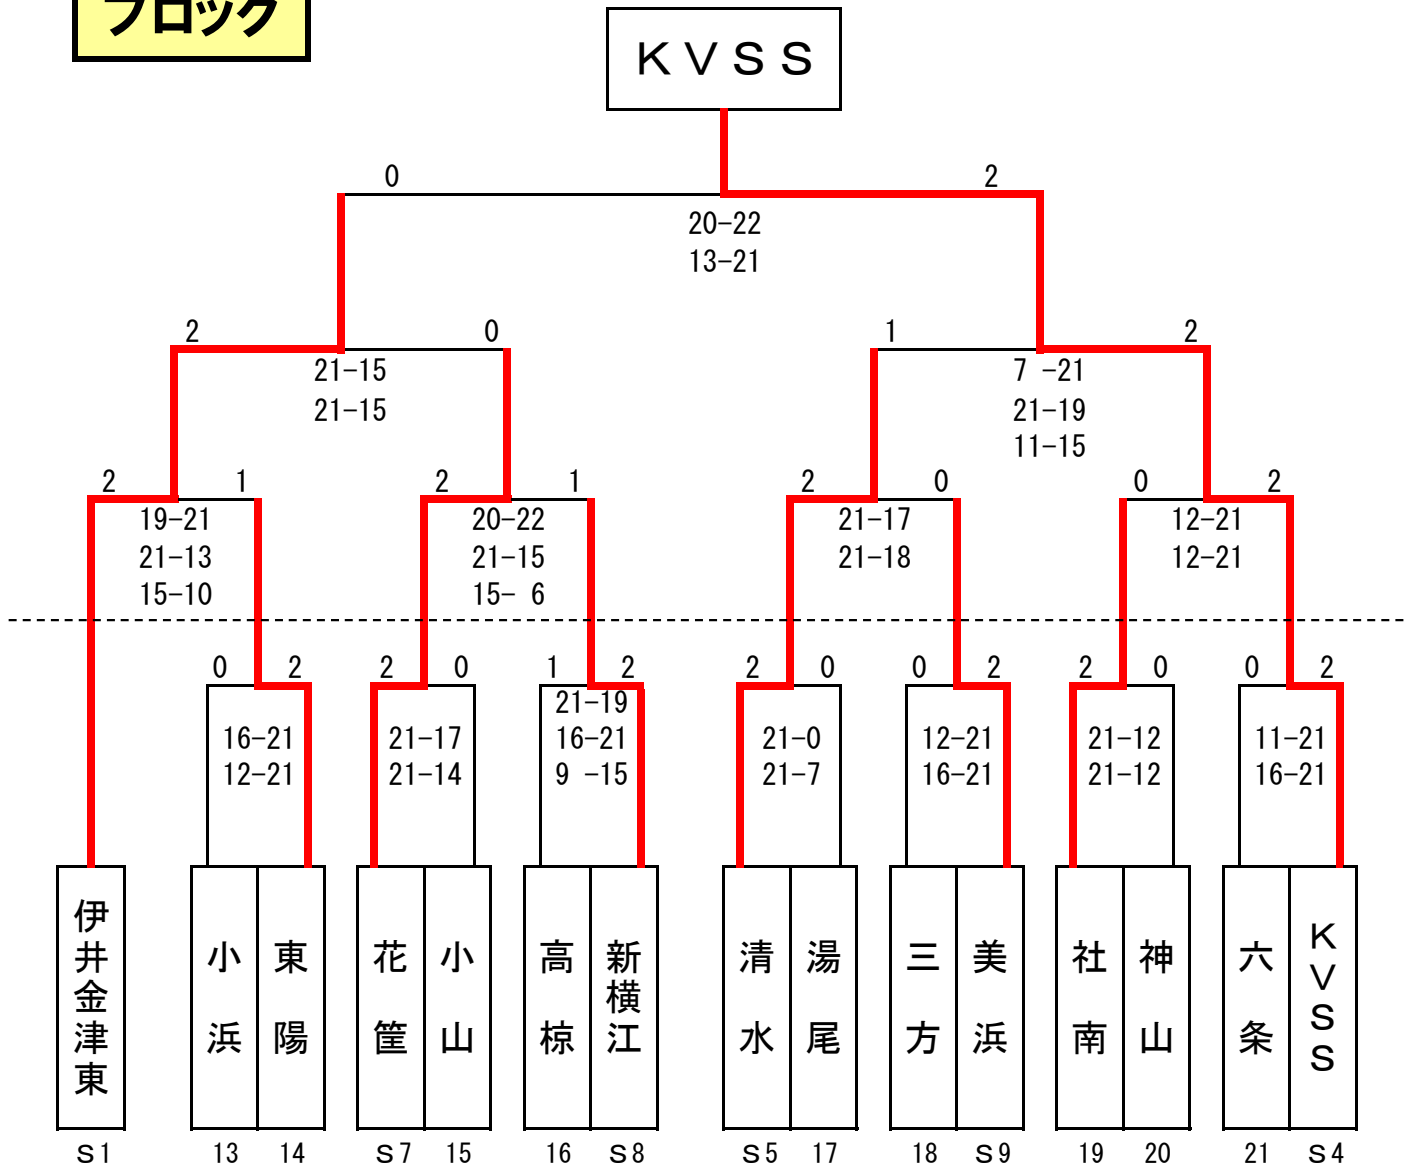 ブロック
KVSS
0 2
20-22
13-21
2 0 1 2
21-15 7 -21
21-15 21-19
11-15
2 1 2 1 2 0 0 2
19-21 20-22 21-17 12-21
21-13 21-15 21-18 12-21
15-10 15- 6
0 2 2 0 1 2 2 0 0 2 2 0 0 2
21-19
16-21 21-17 16-21 21-0 12-21 21-12 11-21
12-21 21-14 9 -15 21-7 16-21 21-12 16-21
伊井金津東
小浜
東陽
花筐
小山
高椋
新横江
清水
湯尾
三方
美浜
社南
神山
六条
KVSS
S1 13 14 S7 15 16 S8 S5 17 18 S9 19 20 21 S4